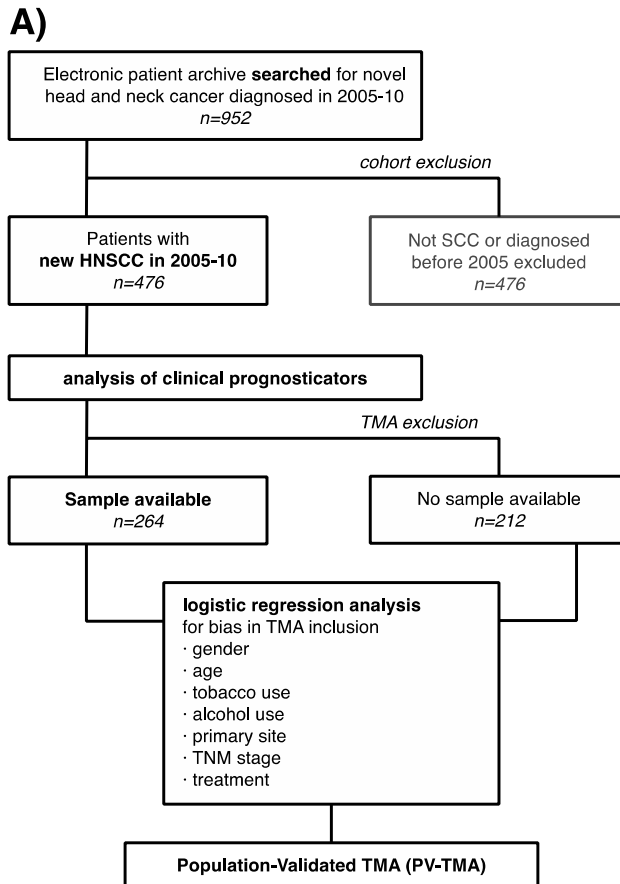 A)
Electronic patient archive searched for novel
head and neck cancer diagnosed in 2005-10
n=952
cohort exclusion
Patients with
new HNSCC in 2005-10
n=476
Not SCC or diagnosed
before 2005 excluded
n=476
analysis of clinical prognosticators
TMA exclusion
Sample available
n=264
No sample available
n=212
logistic regression analysis
for bias in TMA inclusion
· gender
· age
· tobacco use
· alcohol use
· primary site
· TNM stage
· treatment
Population-Validated TMA (PV-TMA)